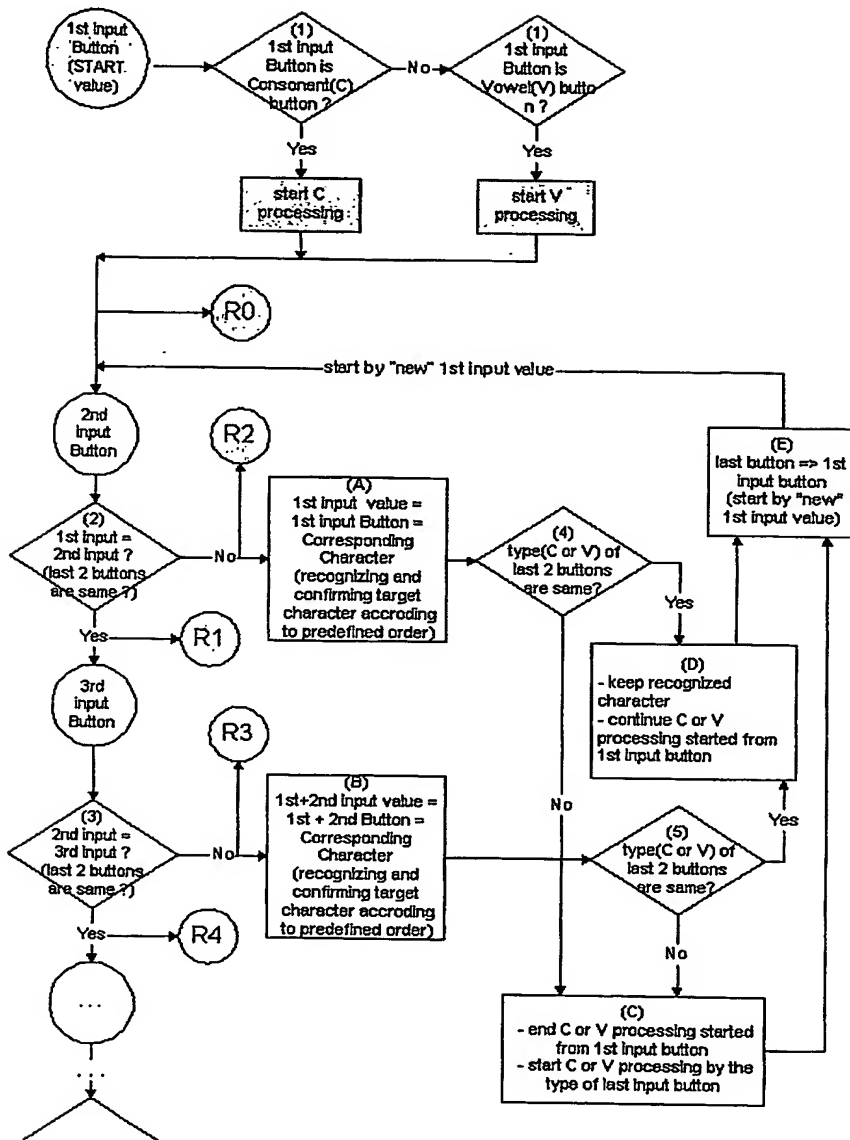 1st Input
Button
(START
value)
(1)
1st Input
Button is
Consonant(C)
button ?
No
(1)
1st Input
Button is
Vowel(V) butto
n ?
Yes
Yes
start C
processing
start V
processing
R0
start by "new" 1st input value
2nd
Input
Button
R2
(E)
last button => 1st
input button
(start by "new"
1st input value)
(2)
1st Input =
2nd Input ?
(last 2 buttons
are same ?)
No
(A)
1st input value =
1st input Button =
Corresponding
Character
(recognizing and
confirming target
character accroding
to predefined order)
(4)
type(C or V) of
last 2 buttons
are same?
Yes
Yes
R1
3rd
Input
Button
R3
(D)
- keep recognized
character
- continue C or V
processing started from
1st input button
No
(3)
2nd input =
3rd Input ?
(last 2 buttons
are same ?)
No
(B)
1st+2nd Input value =
1st + 2nd Button =
Corresponding
Character
(recognizing and
confirming target
character accroding
to predefined order)
(5)
type(C or V) of
last 2 buttons
are same?
Yes
Yes
R4
No
...
(C)
- end C or V processing started
from 1st input button
- start C or V processing by the
type of last input button
...